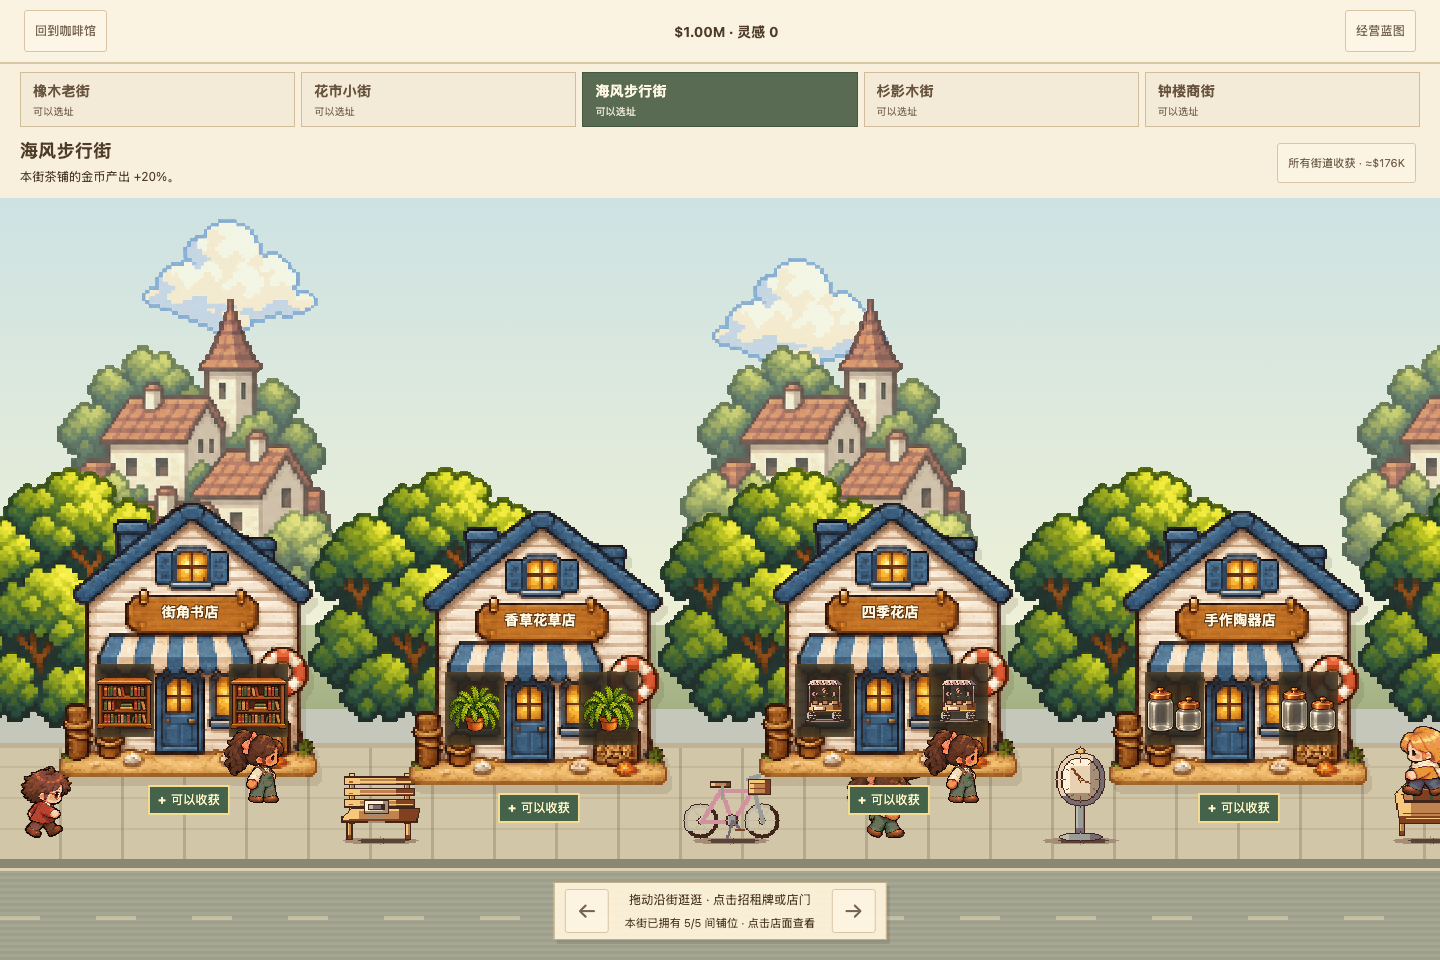 回到咖啡馆
$1.00M · 灵感 0
经营蓝图
橡木老街
可以选址
花市小街
可以选址
海风步行街
可以选址
杉影木街
可以选址
钟楼商街
可以选址
海风步行街
本街茶铺的金币产出 +20%。
所有街道收获 · ≈$176K
街角书店
香草花草店
四季花店
手作陶器店
+ 可以收获
+ 可以收获
+ 可以收获
+ 可以收获
← 拖动沿街逛逛 · 点击招租牌或店门 →
本街已拥有 5/5 间铺位 · 点击店面查看